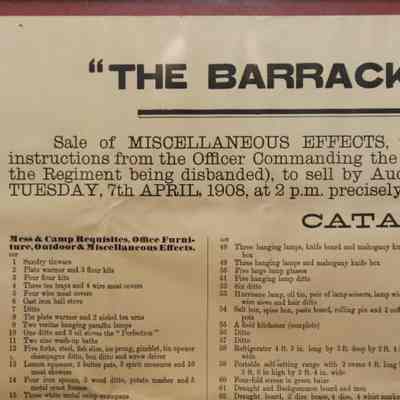 “THE BARRACK
Sale of MISCELLANEOUS EFFECTS,
instructions from the Officer Commanding the
the Regiment being disbanded), to sell by Auc
TUESDAY, 7th APRIL, 1908, at 2 p.m. precisely
CATA
Mess & Camp Requisites, Office Furni-
ture, Outdoor & Miscellaneous Effects.
LOT
1 Sundry tinware
2 Plate warmer and 3 flour kits
3 Four flour kits
4 Three tea trays and 4 wire meat covers
5 Four wire meat covers
6 Cast iron hall stove
7 Ditto
8 Tin plate warmer and 2 nickel tea urns
9 Two vanitas hanging paraffin lamps
10 One ditto and 3 oil stoves the "Perfection"
11 Two zinc wash-up baths
12 Five forks, steel, fish slice, ice prong, gimblet, tin opener
champagne ditto, box ditto and screw driver
13 Lemon squeezer, 2 butter pats, 3 spirit measures and 10
meat skewers
14 Four iron spoons, 3 wood ditto, potato masher and 5
metal meat
15 Three white metal soup
LOT
48 Three hanging lamps, knife board and mahogany knife
box
49 Three hanging lamps and mahogany knife box
50 Five large lamp glasses
51 Five hanging lamp ditto
52 Six ditto
53 Hurricane lamp, oil tin, pair of lamp scissors, lamp wick
wire sieve and hair ditto
54 Salt box, spice box, paste board, rolling pin and 2
55 A field kitchener (complete)
56 Ditto
57 Ditto
58 Refrigerator 4 ft. 3 in. long by 3 ft. deep by 2 ft. 4
wide
59 Portable self-setting range with 2 ovens 4 ft. long
3 ft. 6 in high by 2 ft. 4 in. wide
60 Four-fold screen in green baize
61 Draught and Backgammon board and men
62 Draught board, 2 dice boxes, 4 dice, 4 whist